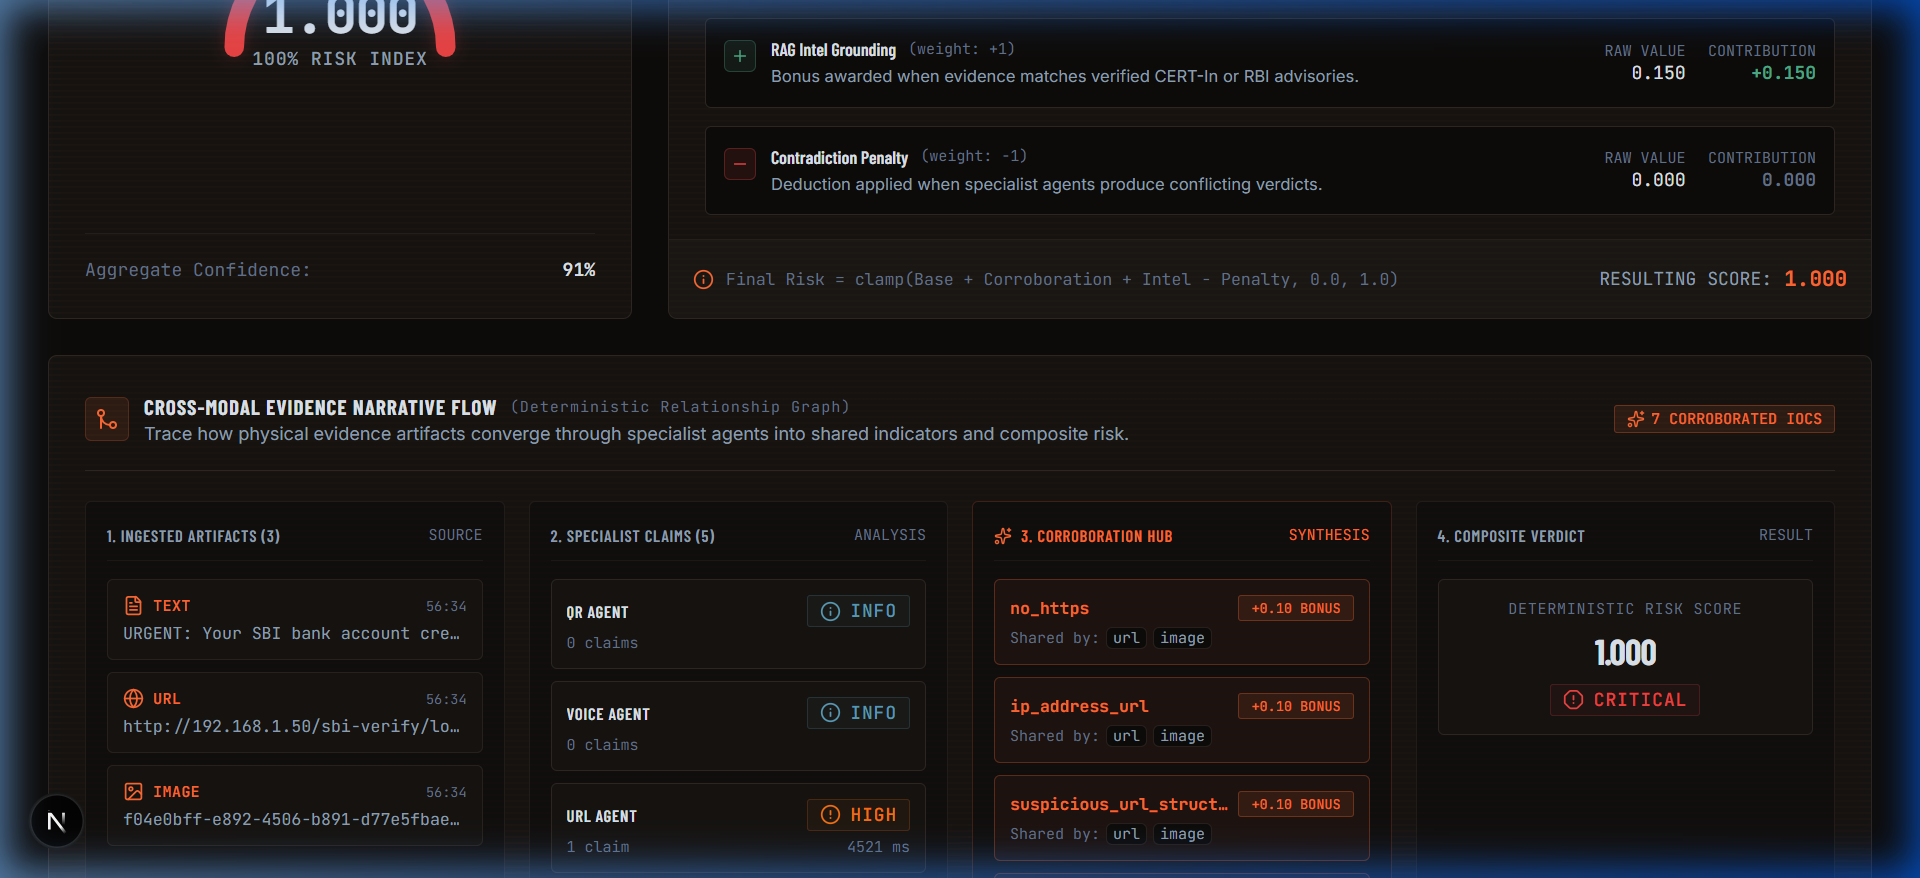 1.000
100% RISK INDEX
Aggregate Confidence: 91%
RAG Intel Grounding (weight: +1)
Bonus awarded when evidence matches verified CERT-In or RBI advisories.
RAW VALUE CONTRIBUTION
0.150 +0.150
Contradiction Penalty (weight: -1)
Deduction applied when specialist agents produce conflicting verdicts.
RAW VALUE CONTRIBUTION
0.000 0.000
Final Risk = clamp(Base + Corroboration + Intel - Penalty, 0.0, 1.0)
RESULTING SCORE: 1.000
CROSS-MODAL EVIDENCE NARRATIVE FLOW (Deterministic Relationship Graph)
Trace how physical evidence artifacts converge through specialist agents into shared indicators and composite risk.
7 CORROBORATED IOCS
1. INGESTED ARTIFACTS (3) SOURCE
TEXT 56:34
URGENT: Your SBI bank account cre…
URL 56:34
http://192.168.1.50/sbi-verify/lo…
IMAGE 56:34
f04e0bff-e892-4506-b891-d77e5fbae…
N
2. SPECIALIST CLAIMS (5) ANALYSIS
QR AGENT INFO
0 claims
VOICE AGENT INFO
0 claims
URL AGENT HIGH
1 claim 4521 ms
3. CORROBORATION HUB SYNTHESIS
no_https +0.10 BONUS
Shared by: url image
ip_address_url +0.10 BONUS
Shared by: url image
suspicious_url_struct… +0.10 BONUS
Shared by: url image
4. COMPOSITE VERDICT RESULT
DETERMINISTIC RISK SCORE
1.000
CRITICAL